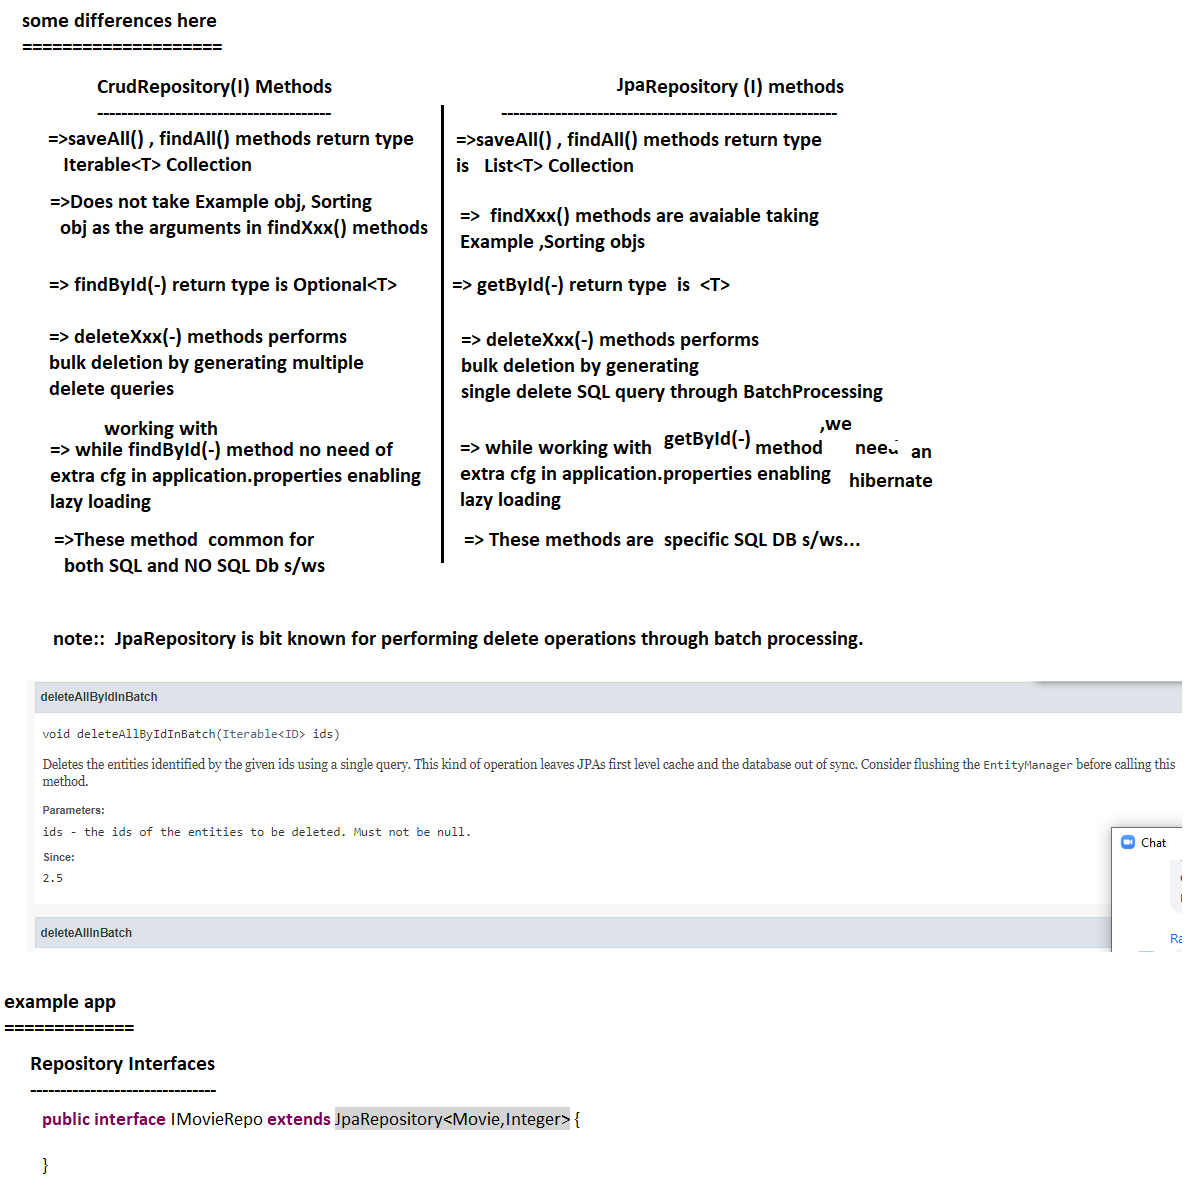 some differences here
=====================
CrudRepository(I) Methods
---------------------------------------
=>saveAll() , findAll() methods return type
Iterable<T> Collection
=>Does not take Example obj, Sorting
obj as the arguments in findXxx() methods
=> findById(-) return type is Optional<T>
=> deleteXxx(-) methods performs
bulk deletion by generating multiple
delete queries
working with
=> while findById(-) method no need of
extra cfg in application.properties enabling
lazy loading
=>These method common for
both SQL and NO SQL Db s/ws
JpaRepository (I) methods
--------------------------------------------------------
=>saveAll() , findAll() methods return type
is List<T> Collection
=> findXxx() methods are avaiable taking
Example ,Sorting objs
=> getById(-) return type is <T>
=> deleteXxx(-) methods performs
bulk deletion by generating
single delete SQL query through BatchProcessing
,we
=> while working with getById(-) method need an
extra cfg in application.properties enabling hibernate
lazy loading
=> These methods are specific SQL DB s/ws...
note:: JpaRepository is bit known for performing delete operations through batch processing.
deleteAllByIdInBatch
void deleteAllByIdInBatch(Iterable<ID> ids)
Deletes the entities identified by the given ids using a single query. This kind of operation leaves JPAs first level cache and the database out of sync. Consider flushing the EntityManager before calling this
method.
Parameters:
ids - the ids of the entities to be deleted. Must not be null.
Since:
2.5
Chat
deleteAllInBatch
example app
=============
Repository Interfaces
-------------------------------
public interface IMovieRepo extends JpaRepository<Movie,Integer> {
}